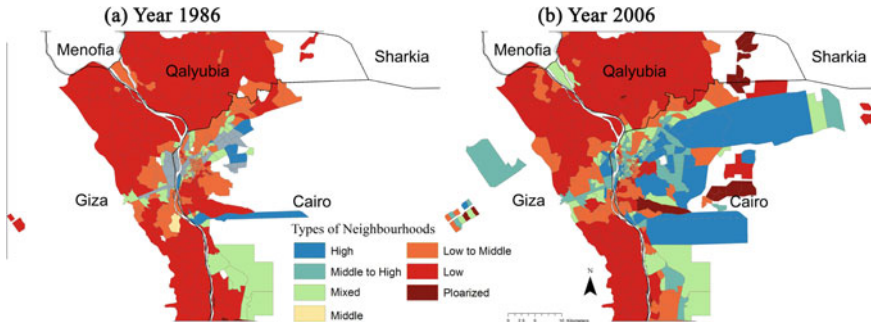 (a) Year 1986
(b) Year 2006
Menofia
Qalyubia
Sharkia
Giza
Cairo
Menofia
Qalyubia
Sharkia
Giza
Cairo
Types of Neighbourhoods
High
Low to Middle
Middle to High
Low
Mixed
Ploarized
Middle
N